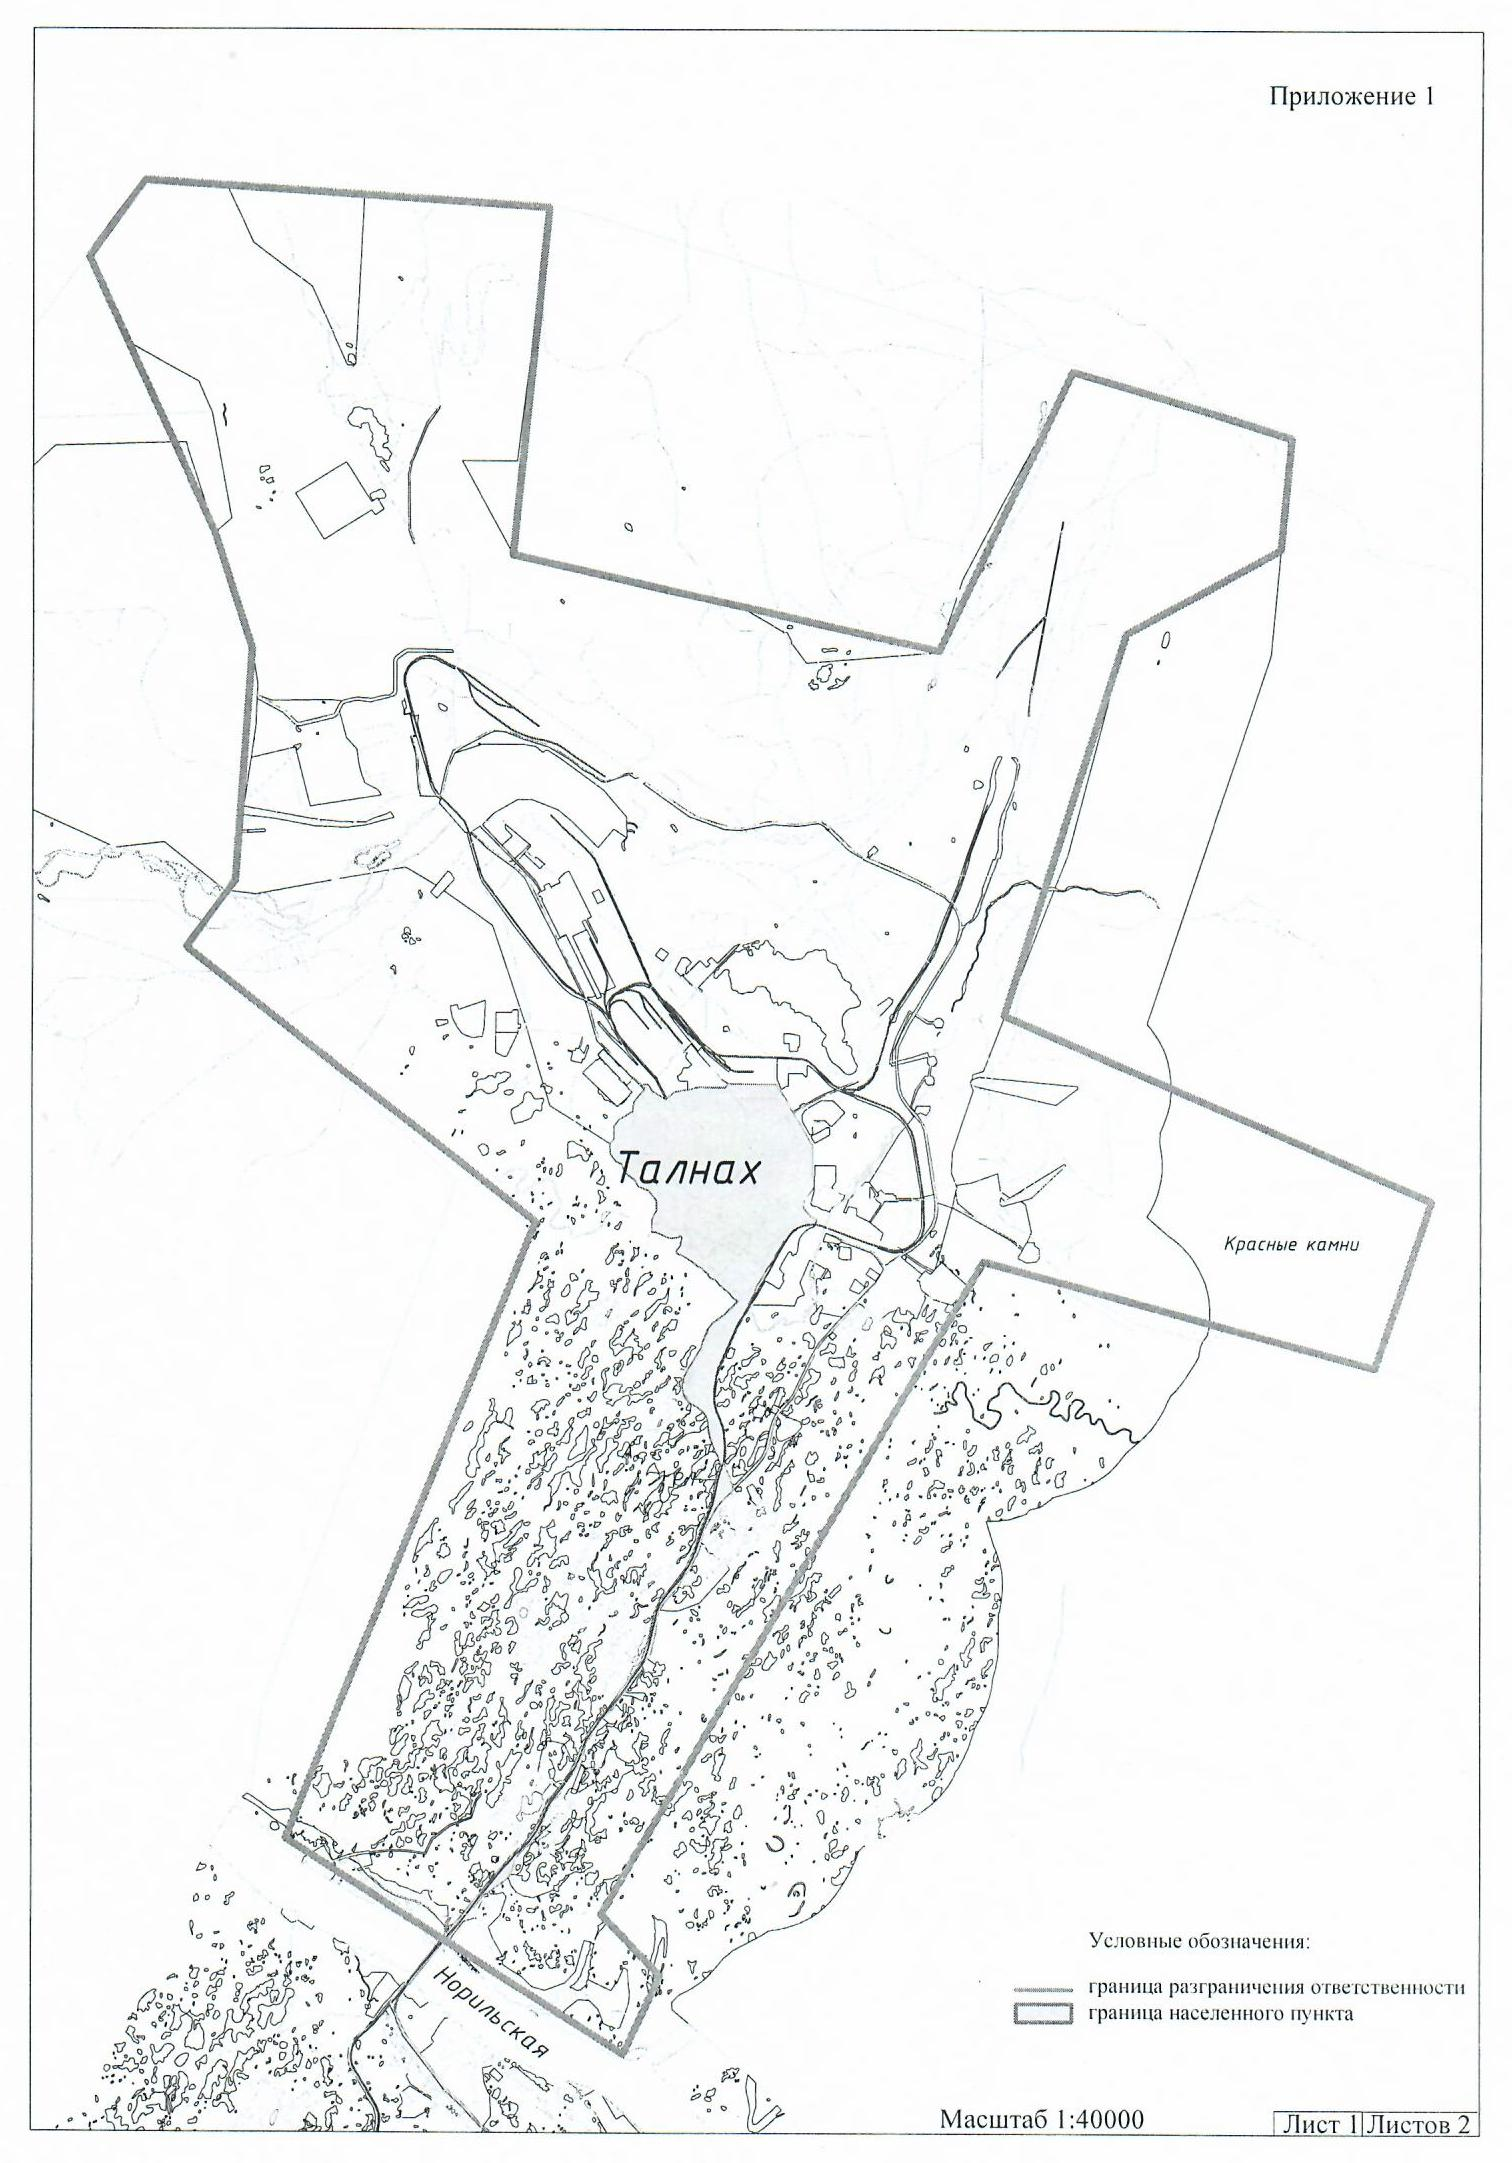 Приложение 1
Талнах
Красные камни
Норильская
Условные обозначения:
граница разграничения ответственности
граница населенного пункта
Масштаб 1:40000
Лист 1 Листов 2